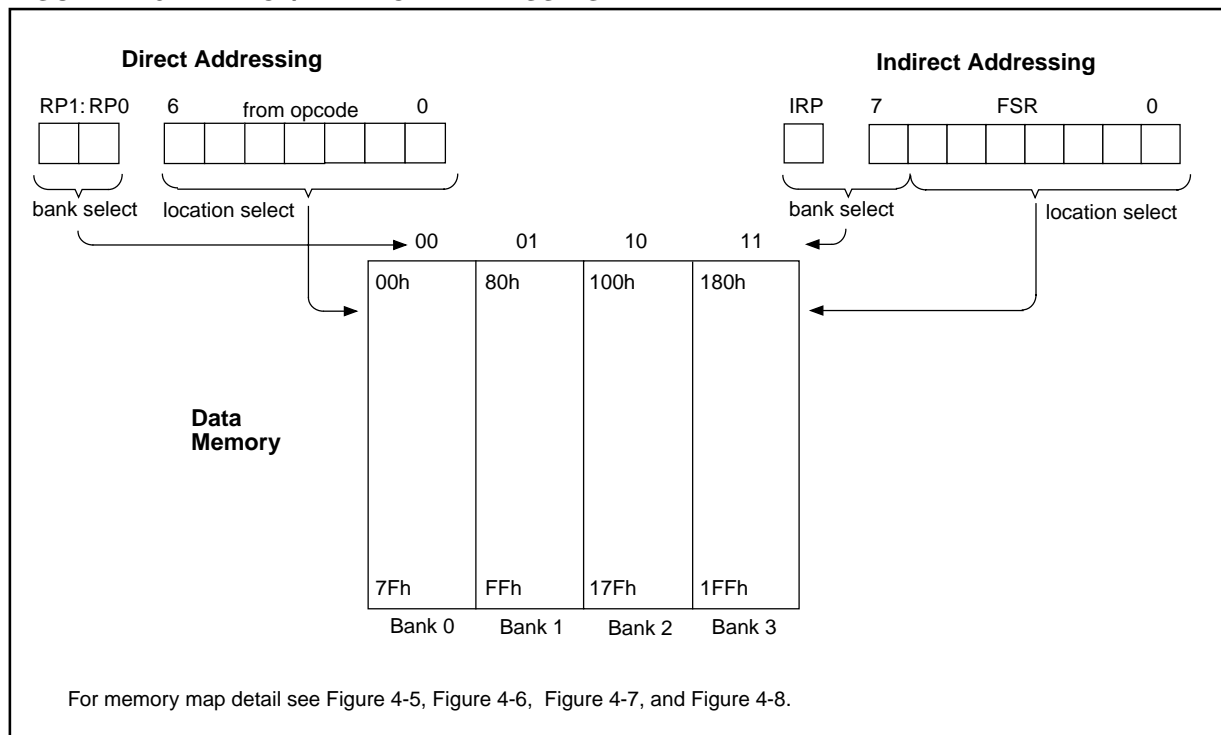 Direct Addressing
RP1: RP0 6 from opcode 0
bank select location select
Indirect Addressing
IRP 7 FSR 0
bank select location select
00 01 10 11
00h 80h 100h 180h
Data
Memory
7Fh FFh 17Fh 1FFh
Bank 0 Bank 1 Bank 2 Bank 3
For memory map detail see Figure 4-5, Figure 4-6, Figure 4-7, and Figure 4-8.